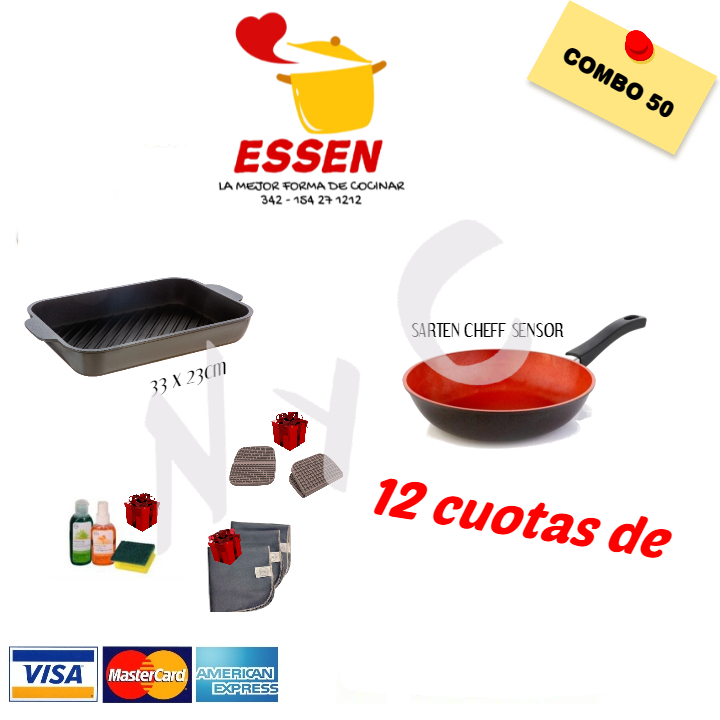 COMBO 50
ESSEN
LA MEJOR FORMA DE COCINAR
342 - 154 27 1212
SARTEN CHEFF SENSOR
33 X 23cm
N y C
12 cuotas de
VISA
MasterCard
AMERICAN
EXPRESS